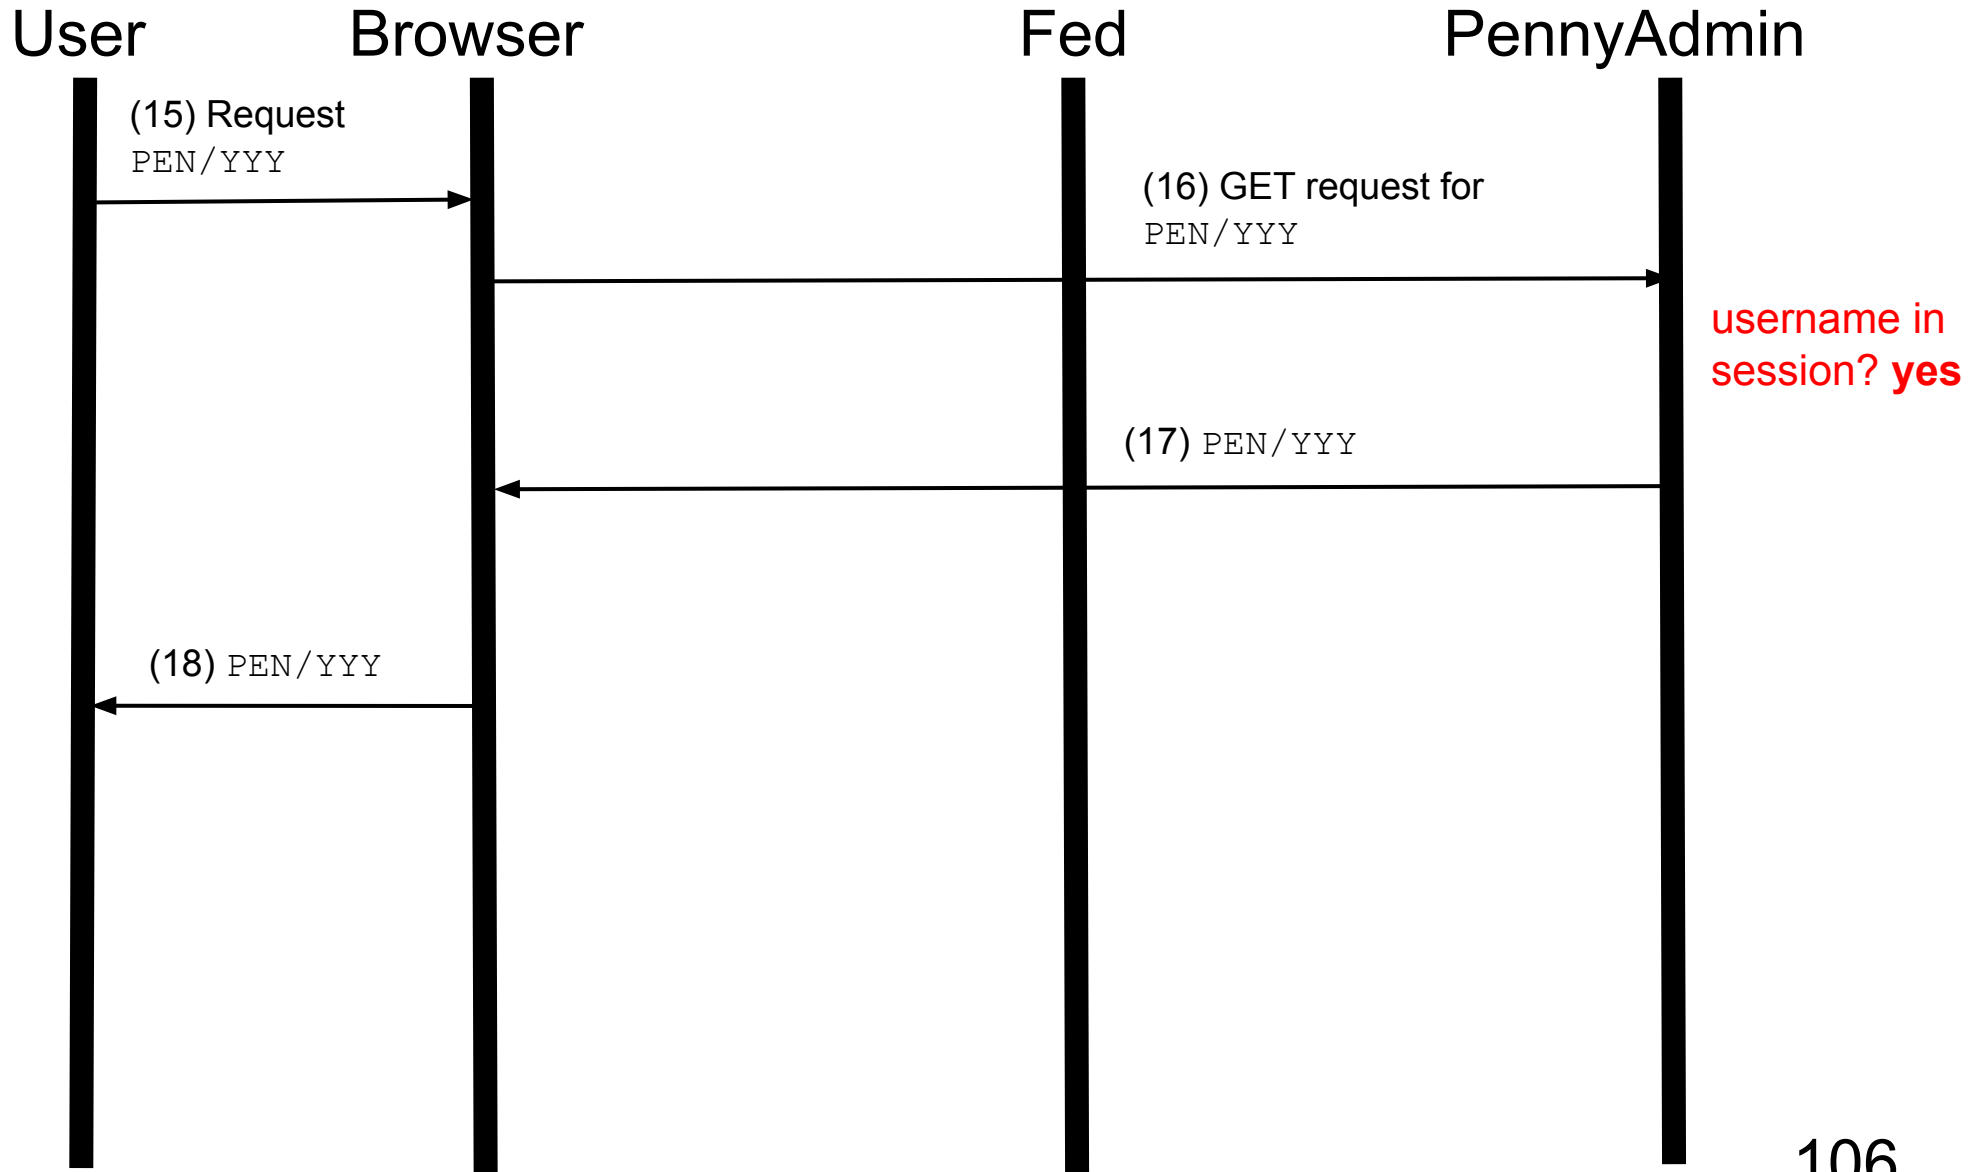 User Browser Fed PennyAdmin
(15) Request
PEN/YYY
(16) GET request for
PEN/YYY
username in
session? yes
(17) PEN/YYY
(18) PEN/YYY
106